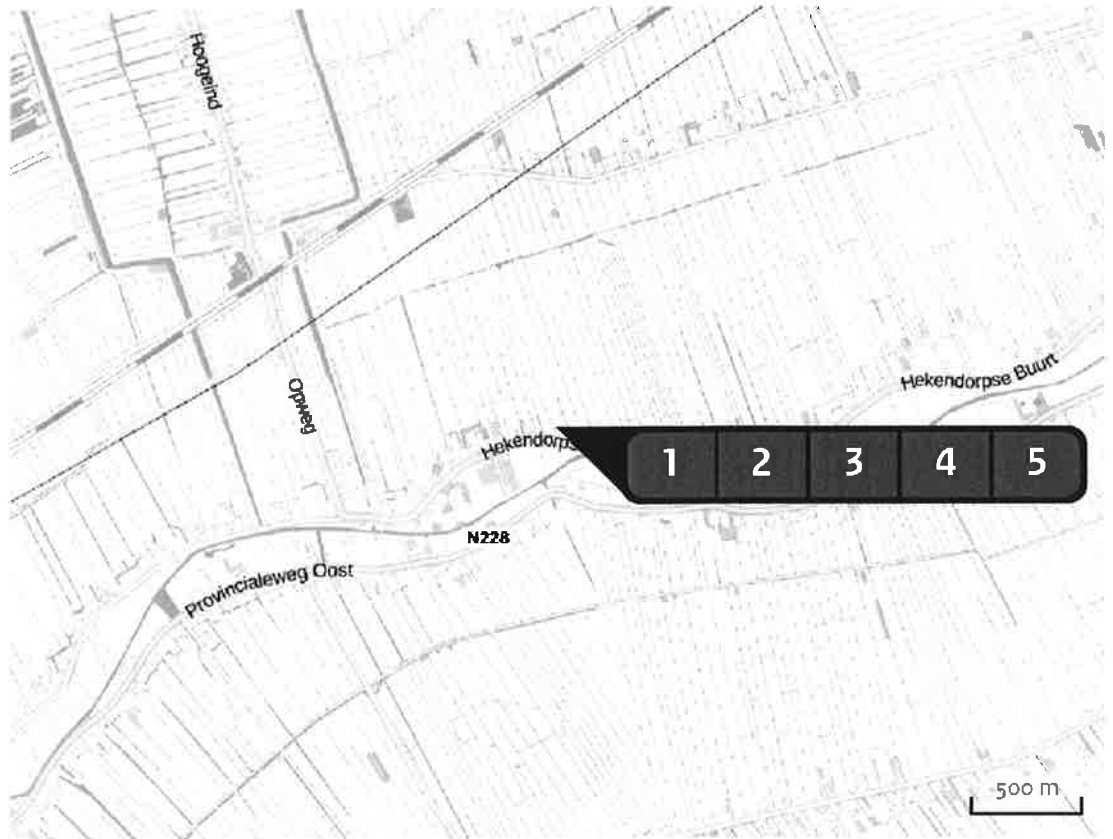 Hoogeind
Opweg
Hekendorpse Buurt
Hekendorps
1 2 3 4 5
N228
Provincialeweg Oost
500 m